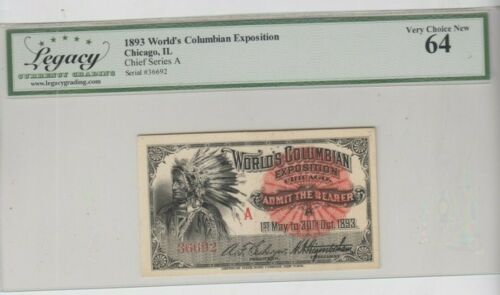 Legacy
CURRENCY GRADING
www.legacygrading.com
1893 World's Columbian Exposition
Chicago, IL
Chief Series A
Serial #36692
Very Choice New
64
WORLD'S COLUMBIAN
EXPOSITION
CHICAGO
ADMIT THE BEARER
A
1ST May to 30TH Oct. 1893.
36692